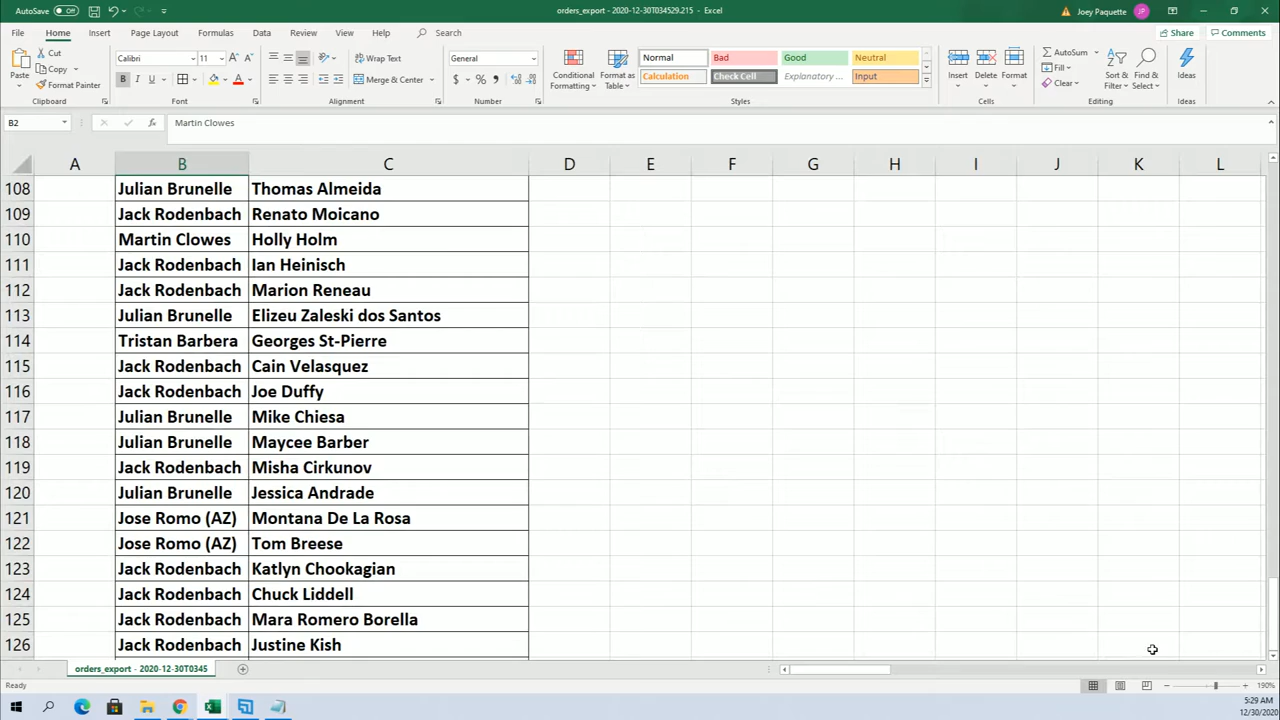 AutoSave Off orders_export - 2020-12-30T034529.215 - Excel Joey Paquette JP
File Home Insert Page Layout Formulas Data Review View Help Search Share Comments
Paste Cut Copy Format Painter Clipboard
Calibri 11 A A B I U A Font
ab Wrap Text Merge & Center Alignment
General $ % , Number
Conditional Formatting Format as Table Normal Bad Good Neutral Calculation Check Cell Explanatory ... Input Styles
Insert Delete Format Cells
AutoSum Fill Clear Sort & Filter Find & Select Editing
Ideas Ideas
B2 fx Martin Clowes
A B C D E F G H I J K L
108 Julian Brunelle Thomas Almeida
109 Jack Rodenbach Renato Moicano
110 Martin Clowes Holly Holm
111 Jack Rodenbach Ian Heinisch
112 Jack Rodenbach Marion Reneau
113 Julian Brunelle Elizeu Zaleski dos Santos
114 Tristan Barbera Georges St-Pierre
115 Jack Rodenbach Cain Velasquez
116 Jack Rodenbach Joe Duffy
117 Julian Brunelle Mike Chiesa
118 Julian Brunelle Maycee Barber
119 Jack Rodenbach Misha Cirkunov
120 Julian Brunelle Jessica Andrade
121 Jose Romo (AZ) Montana De La Rosa
122 Jose Romo (AZ) Tom Breese
123 Jack Rodenbach Katlyn Chookagian
124 Jack Rodenbach Chuck Liddell
125 Jack Rodenbach Mara Romero Borella
126 Jack Rodenbach Justine Kish
orders_export - 2020-12-30T0345
Ready 190%
5:29 AM
12/30/2020